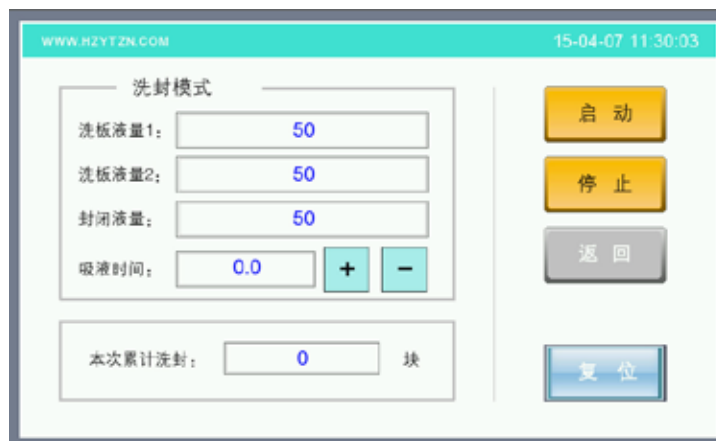 WWW.HZYTZN.COM 15-04-07 11:30:03
洗封模式
洗板液量1: 50
洗板液量2: 50
封闭液量: 50
吸液时间: 0.0 + −
本次累计洗封: 0 块
启 动
停 止
返 回
复 位